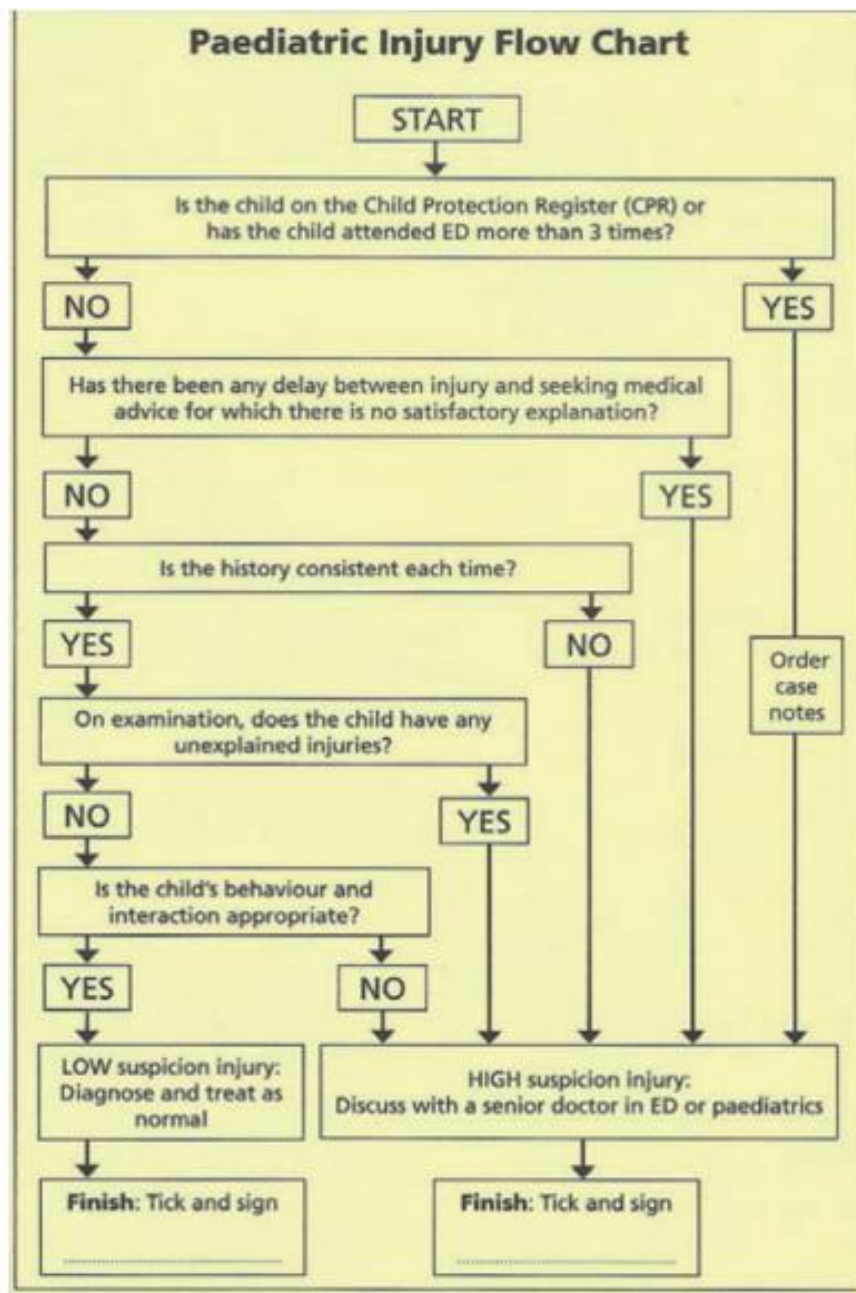 Paediatric Injury Flow Chart
START
Is the child on the Child Protection Register (CPR) or
has the child attended ED more than 3 times?
NO
YES
Has there been any delay between injury and seeking medical
advice for which there is no satisfactory explanation?
NO
YES
Is the history consistent each time?
YES
NO
Order
case
notes
On examination, does the child have any
unexplained injuries?
NO
YES
Is the child's behaviour and
interaction appropriate?
YES
NO
LOW suspicion injury:
Diagnose and treat as
normal
HIGH suspicion injury:
Discuss with a senior doctor in ED or paediatrics
Finish: Tick and sign
Finish: Tick and sign